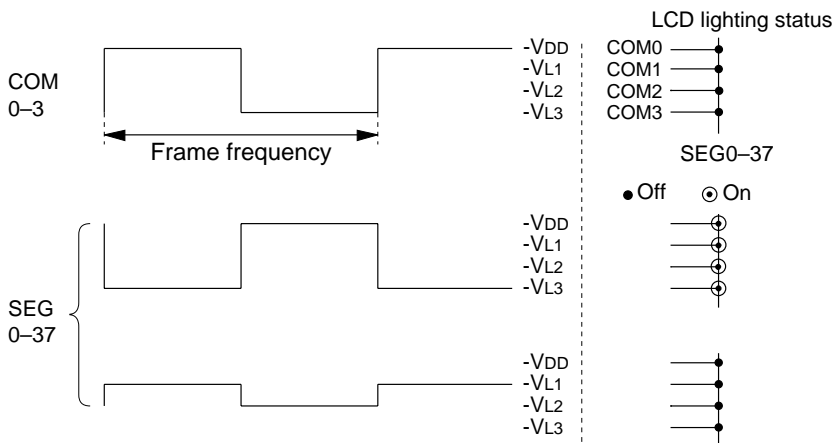 LCD lighting status
COM
0–3
-VDD
-VL1
-VL2
-VL3
COM0
COM1
COM2
COM3
Frame frequency
SEG0–37
Off
On
SEG
0–37
-VDD
-VL1
-VL2
-VL3
-VDD
-VL1
-VL2
-VL3